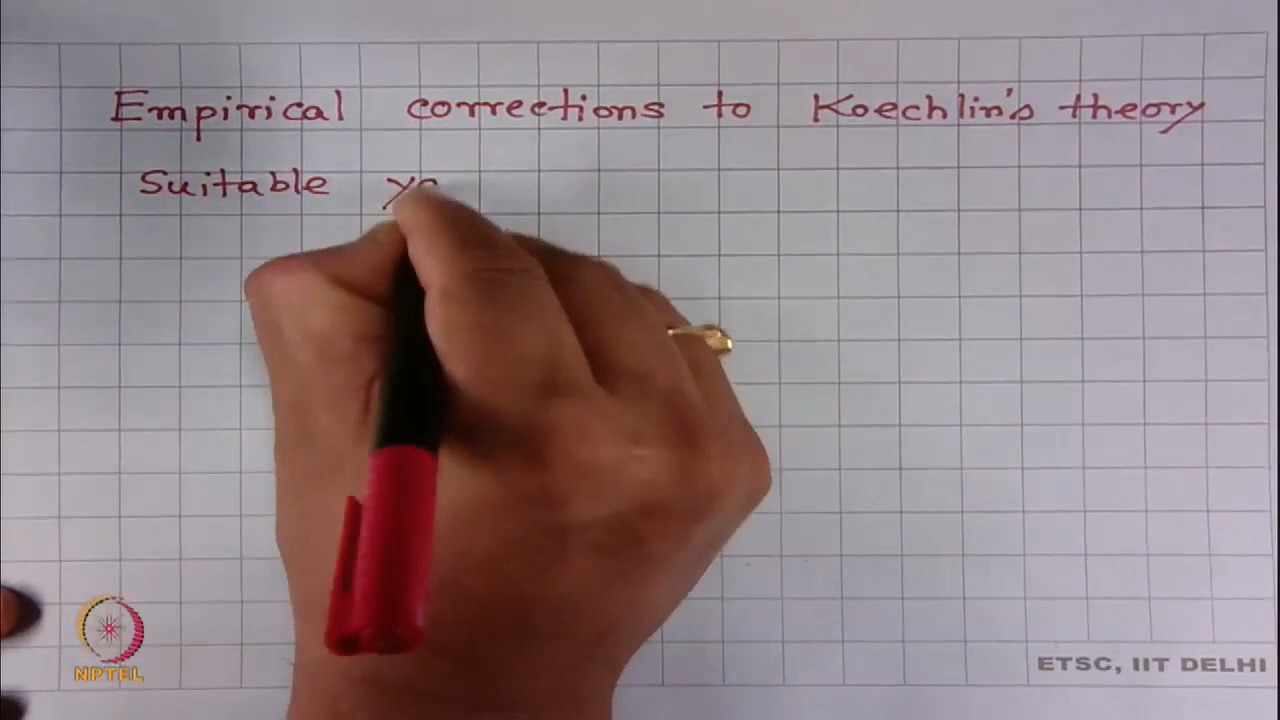 Empirical corrections to Koechlin's theory
Suitable
NPTEL
ETSC, IIT DELHI